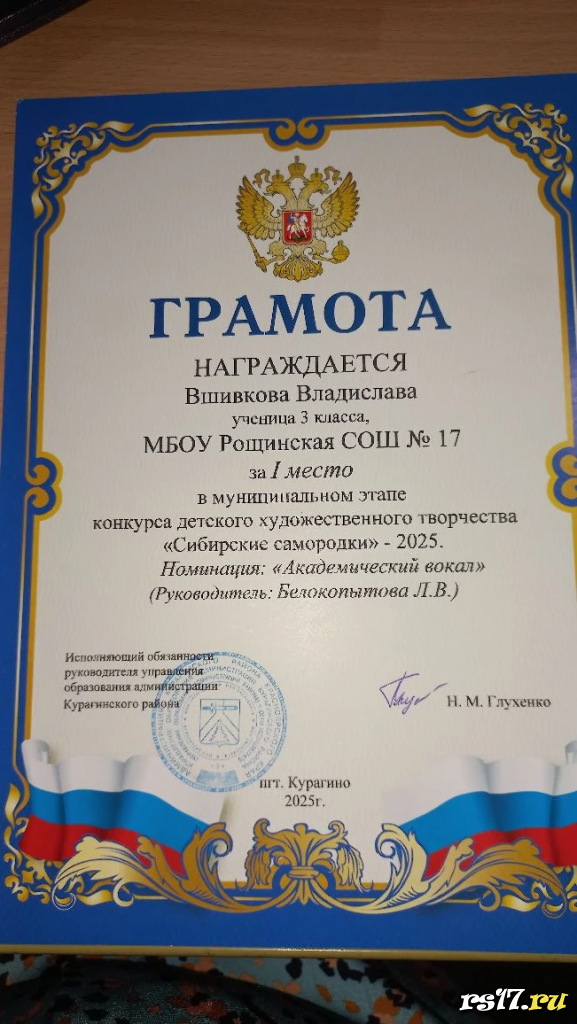 ГРАМОТА
НАГРАЖДАЕТСЯ
Вшивкова Владислава
ученица 3 класса,
МБОУ Рощинская СОШ № 17
за I место
в муниципальном этапе
конкурса детского художественного творчества
«Сибирские самородки» - 2025.
Номинация: «Академический вокал»
(Руководитель: Белокопытова Л.В.)
Исполняющий обязанности
руководителя управления
образования администрации
Курагинского района
Н. М. Глухенко
пгт. Курагино
2025г.
rs17.ru